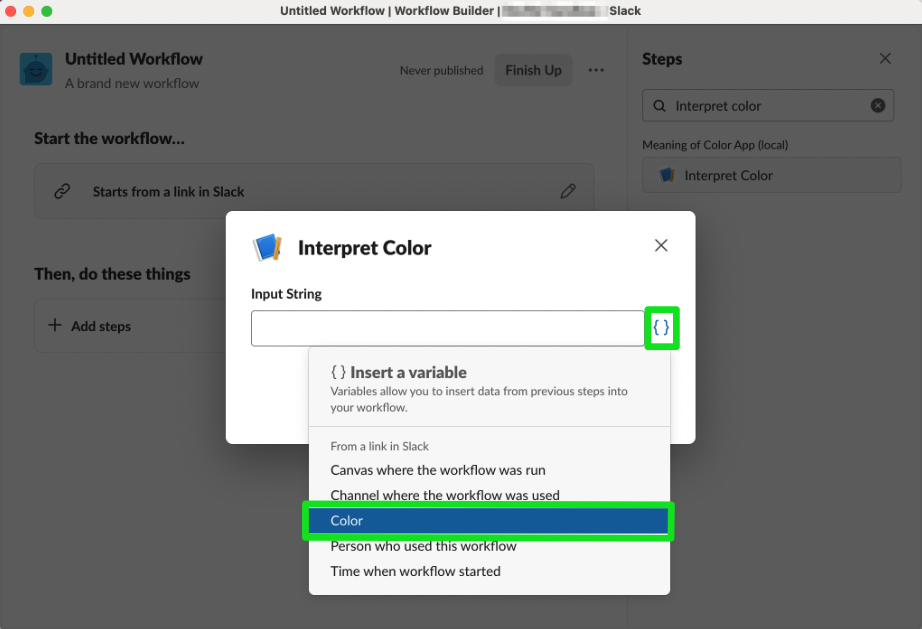 Untitled Workflow | Workflow Builder | Slack
Untitled Workflow
A brand new workflow
Never published
Finish Up
Start the workflow...
Starts from a link in Slack
Then, do these things
Add steps
Steps
Interpret color
Meaning of Color App (local)
Interpret Color
Interpret Color
Input String
{ }
{ } Insert a variable
Variables allow you to insert data from previous steps into
your workflow.
From a link in Slack
Canvas where the workflow was run
Channel where the workflow was used
Color
Person who used this workflow
Time when workflow started